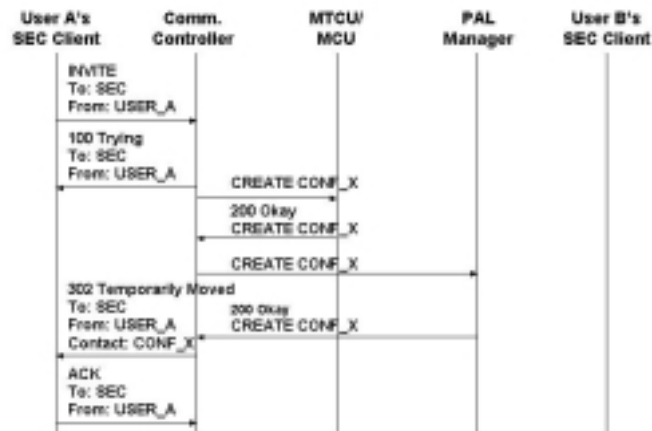 User A's
SEC Client
Comm.
Controller
MTCU/
MCU
PAL
Manager
User B's
SEC Client
INVITE
To: SEC
From: USER_A
100 Trying
To: SEC
From: USER_A
CREATE CONF_X
200 Okay
CREATE CONF_X
CREATE CONF_X
302 Temporarily Moved
To: SEC
From: USER_A
Contact: CONF_X
200 Okay
CREATE CONF_X
ACK
To: SEC
From: USER_A